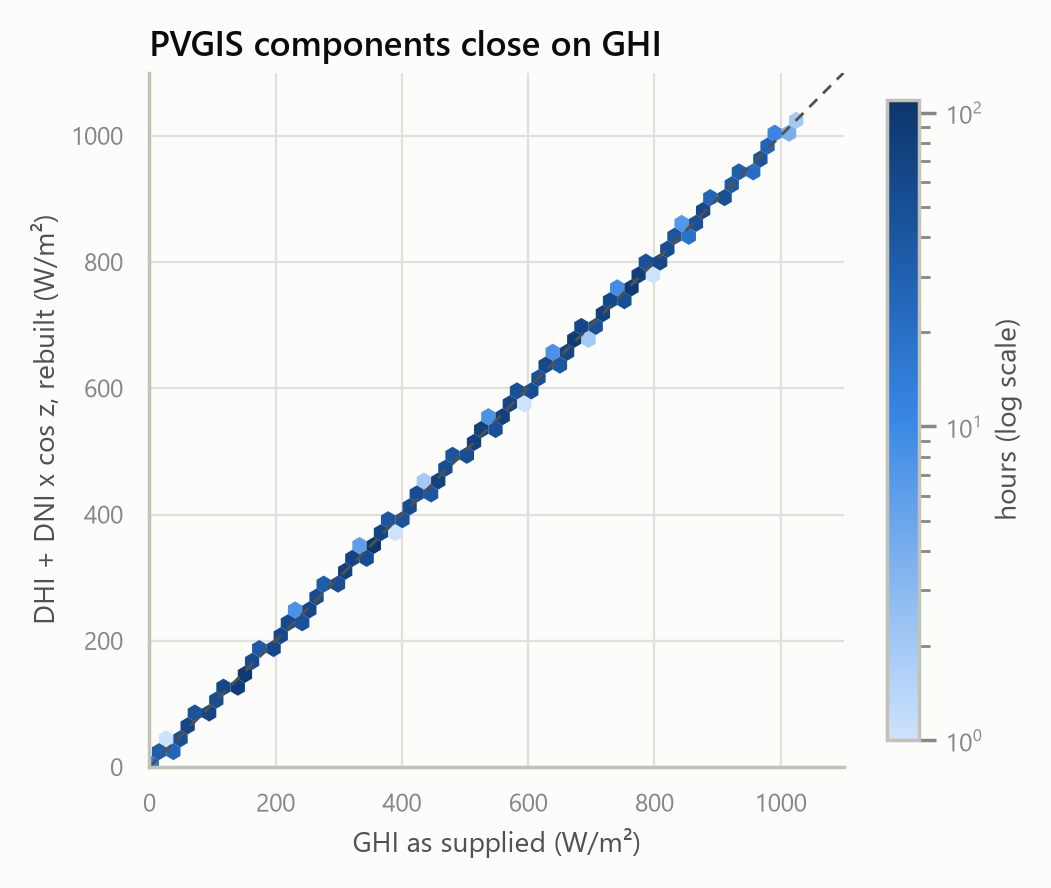 PVGIS components close on GHI
DHI + DNI x cos z, rebuilt (W/m²)
1000
800
600
400
200
0
0 200 400 600 800 1000
GHI as supplied (W/m²)
10²
10¹
10⁰
hours (log scale)